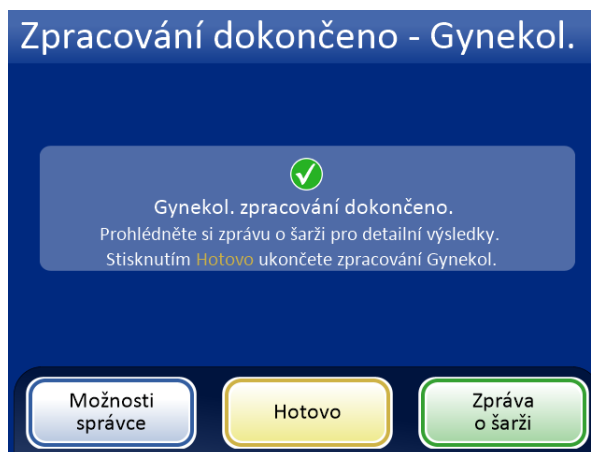 Zpracování dokončeno - Gynekol.
Gynekol. zpracování dokončeno.
Prohlédněte si zprávu o šarži pro detailní výsledky.
Stisknutím Hotovo ukončete zpracování Gynekol.
Možnosti
správce
Hotovo
Zpráva
o šarži